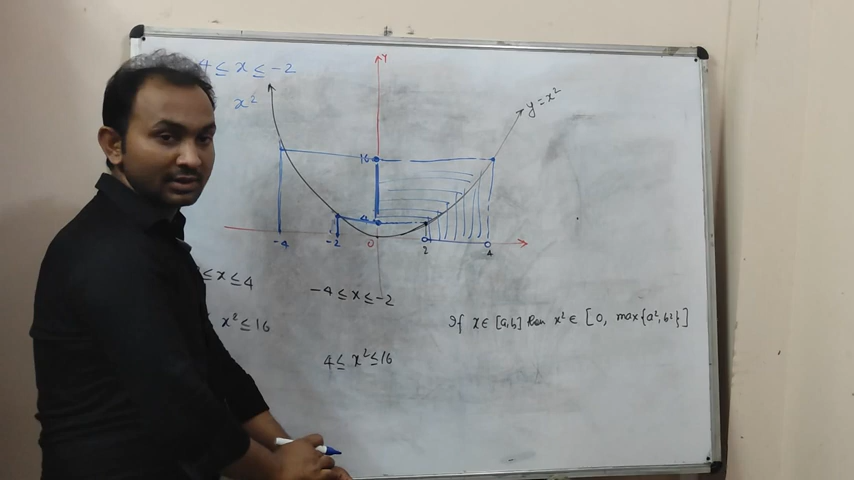 4 ≤ x ≤ -2
x²
Y
y = x²
16
4
-4
-2
0
2
4
≤ x ≤ 4
-4 ≤ x ≤ -2
x² ≤ 16
If x ∈ [a,b] then x² ∈ [0, max{a², b²}]
4 ≤ x² ≤ 16